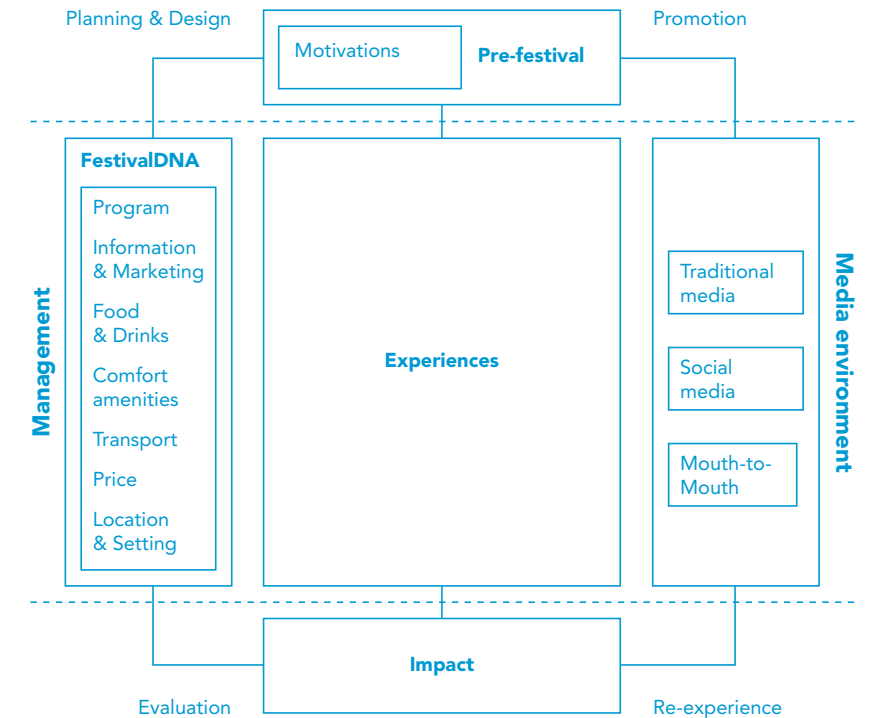 Planning & Design
Promotion
Motivations
Pre-festival
FestivalDNA
Program
Information
& Marketing
Food
& Drinks
Comfort
amenities
Transport
Price
Location
& Setting
Management
Experiences
Traditional
media
Social
media
Mouth-to-
Mouth
Media environment
Impact
Evaluation
Re-experience